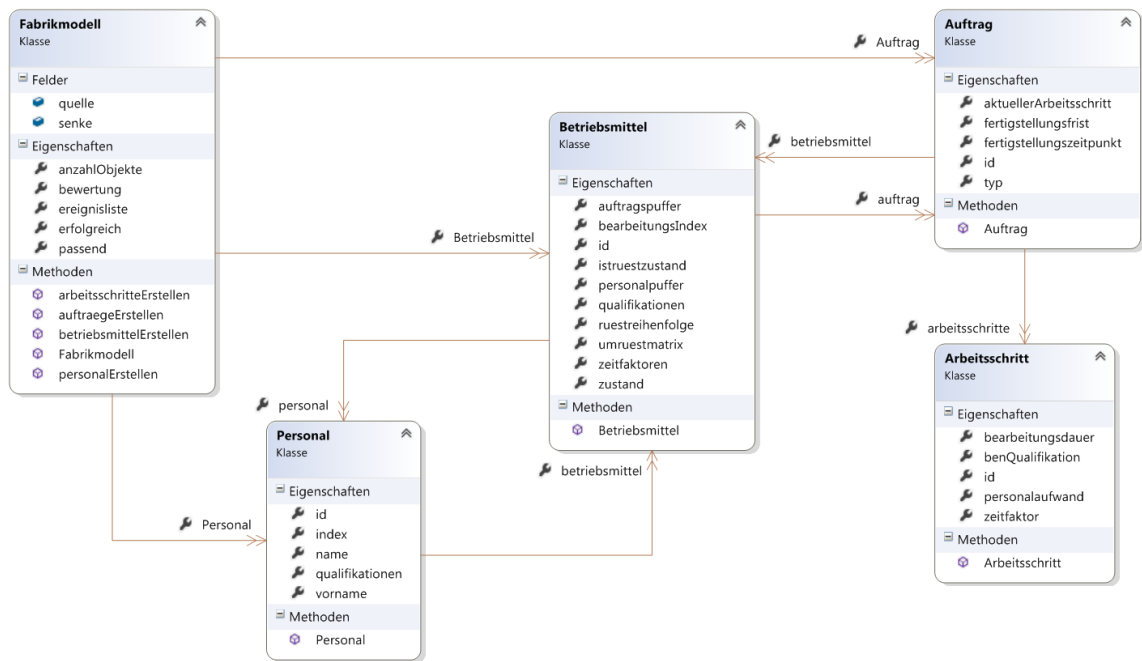 Fabrikmodell
Klasse
Felder
quelle
senke
Eigenschaften
anzahlObjekte
bewertung
ereignisliste
erfolgreich
passend
Methoden
arbeitsschritteErstellen
auftraegeErstellen
betriebsmittelErstellen
Fabrikmodell
personalErstellen
Auftrag
Betriebsmittel
Personal
Personal
Klasse
Eigenschaften
id
index
name
qualifikationen
vorname
Methoden
Personal
personal
betriebsmittel
Betriebsmittel
Klasse
Eigenschaften
auftragspuffer
bearbeitungsIndex
id
istruestzustand
personalpuffer
qualifikationen
ruestreihenfolge
umruestmatrix
zeitfaktoren
zustand
Methoden
Betriebsmittel
betriebsmittel
auftrag
Auftrag
Klasse
Eigenschaften
aktuellerArbeitsschritt
fertigstellungsfrist
fertigstellungszeitpunkt
id
typ
Methoden
Auftrag
arbeitsschritte
Arbeitsschritt
Klasse
Eigenschaften
bearbeitungsdauer
benQualifikation
id
personalaufwand
zeitfaktor
Methoden
Arbeitsschritt